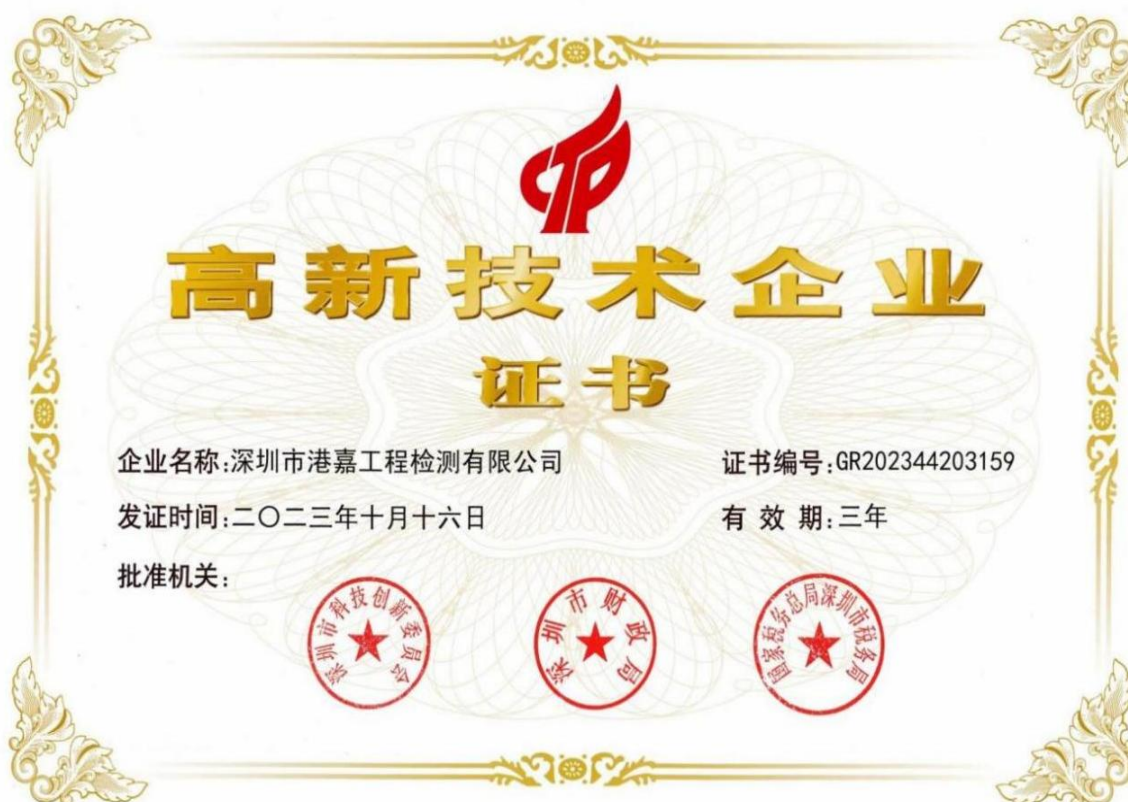 高新技术企业
证书
企业名称:深圳市港嘉工程检测有限公司 证书编号:GR202344203159
发证时间:二〇二三年十月十六日 有效期:三年
批准机关:
深圳市科技创新委员会
深圳市财政局
国家税务总局深圳市税务局